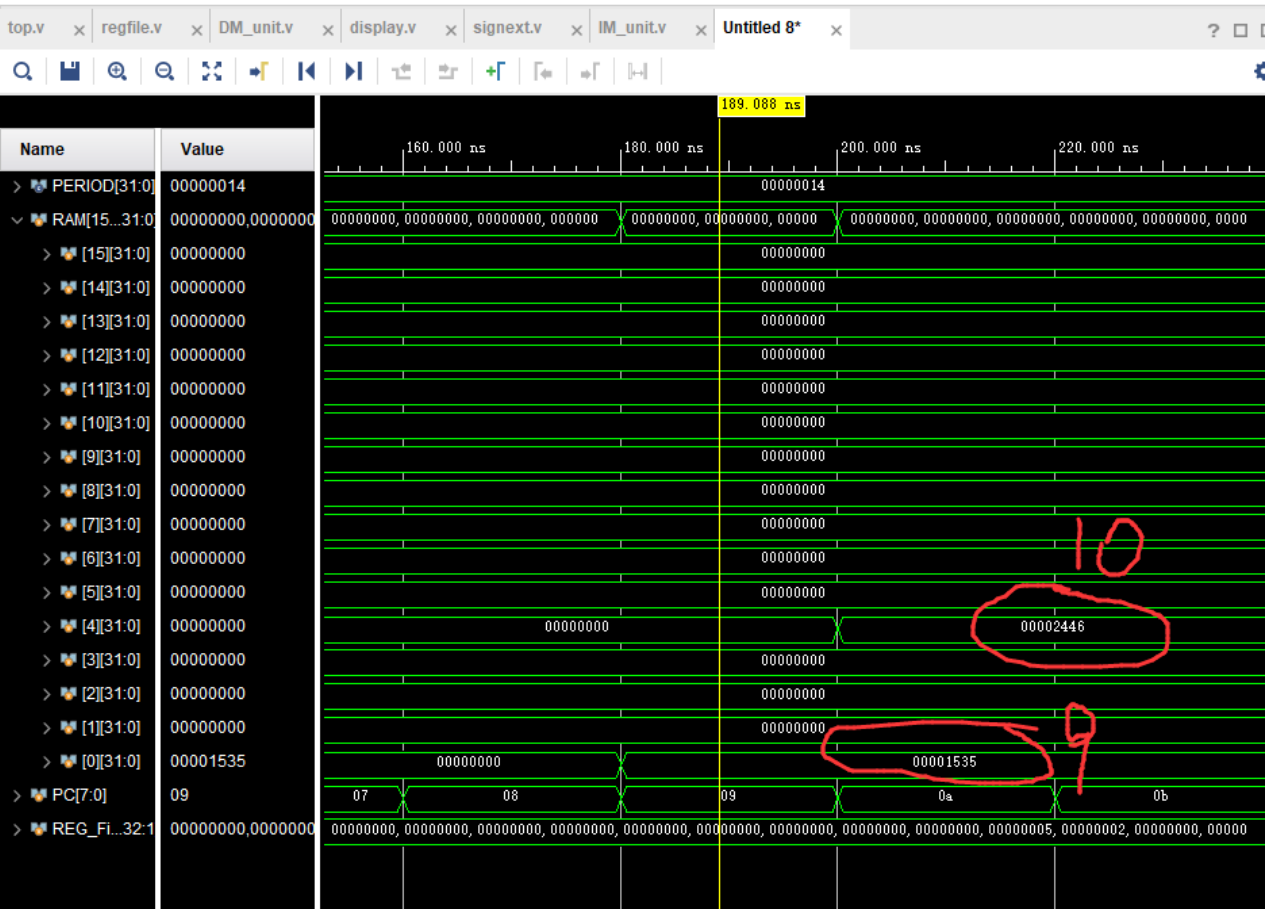 top.v × regfile.v × DM_unit.v × display.v × signext.v × IM_unit.v × Untitled 8* × ?
189.088 ns
Name Value 160.000 ns 180.000 ns 200.000 ns 220.000 ns
PERIOD[31:0] 00000014 00000014
RAM[15...31:0] 00000000,0000000 00000000, 00000000, 00000000, 000000 00000000, 00000000, 00000 00000000, 00000000, 00000000, 00000000, 00000000, 0000
[15][31:0] 00000000 00000000
[14][31:0] 00000000 00000000
[13][31:0] 00000000 00000000
[12][31:0] 00000000 00000000
[11][31:0] 00000000 00000000
[10][31:0] 00000000 00000000
[9][31:0] 00000000 00000000
[8][31:0] 00000000 00000000
[7][31:0] 00000000 00000000
[6][31:0] 00000000 00000000 10
[5][31:0] 00000000 00000000
[4][31:0] 00000000 00000000 00002446
[3][31:0] 00000000 00000000
[2][31:0] 00000000 00000000
[1][31:0] 00000000 00000000 9
[0][31:0] 00001535 00000000 00001535
PC[7:0] 09 07 08 09 0a 0b
REG_Fi...32:1 00000000,0000000 00000000, 00000000, 00000000, 00000000, 00000000, 00000000, 00000000, 00000000, 00000000, 00000005, 00000002, 00000000, 00000